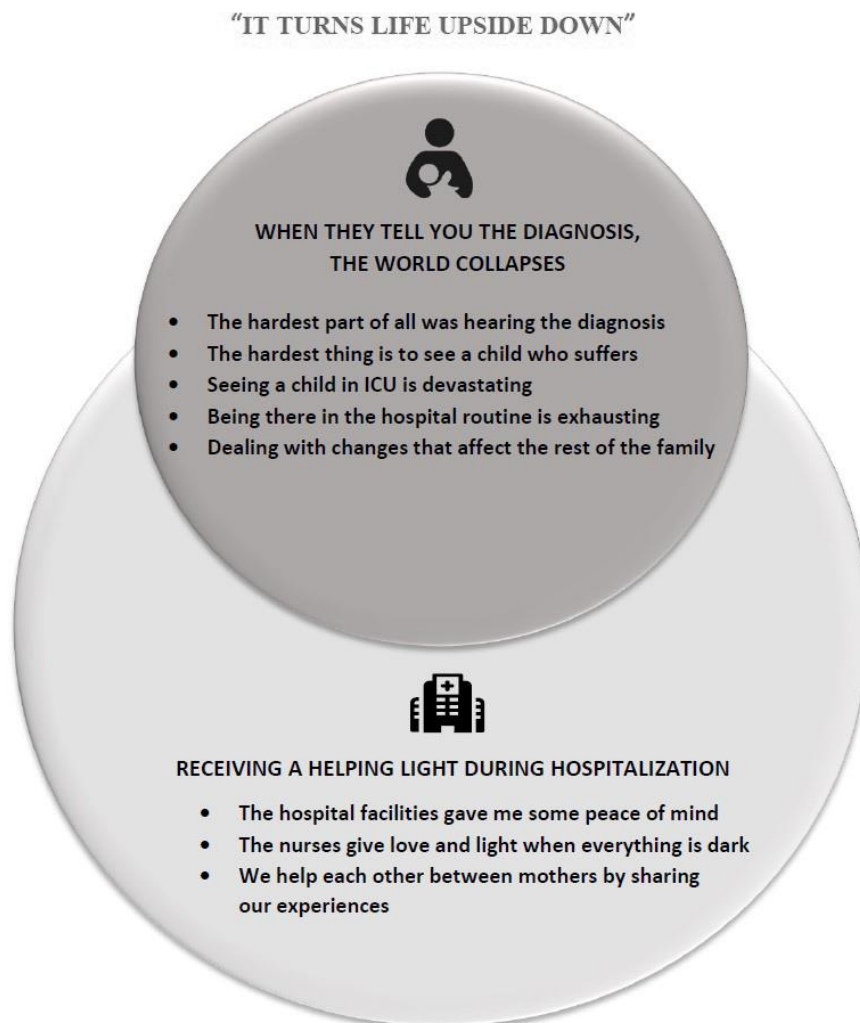 “IT TURNS LIFE UPSIDE DOWN”
WHEN THEY TELL YOU THE DIAGNOSIS,
THE WORLD COLLAPSES
• The hardest part of all was hearing the diagnosis
• The hardest thing is to see a child who suffers
• Seeing a child in ICU is devastating
• Being there in the hospital routine is exhausting
• Dealing with changes that affect the rest of the family
RECEIVING A HELPING LIGHT DURING HOSPITALIZATION
• The hospital facilities gave me some peace of mind
• The nurses give love and light when everything is dark
• We help each other between mothers by sharing
our experiences